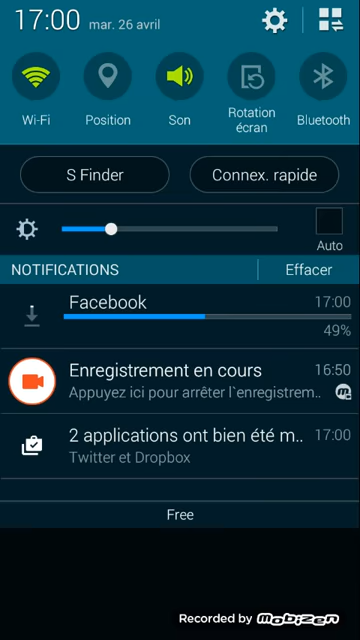 17:00 mar. 26 avril
Wi-Fi
Position
Son
Rotation
écran
Bluetooth
S Finder
Connex. rapide
Auto
NOTIFICATIONS
Effacer
Facebook 17:00
49%
Enregistrement en cours 16:50
Appuyez ici pour arrêter l`enregistrem..
2 applications ont bien été m.. 17:00
Twitter et Dropbox
Free
Recorded by mobizen